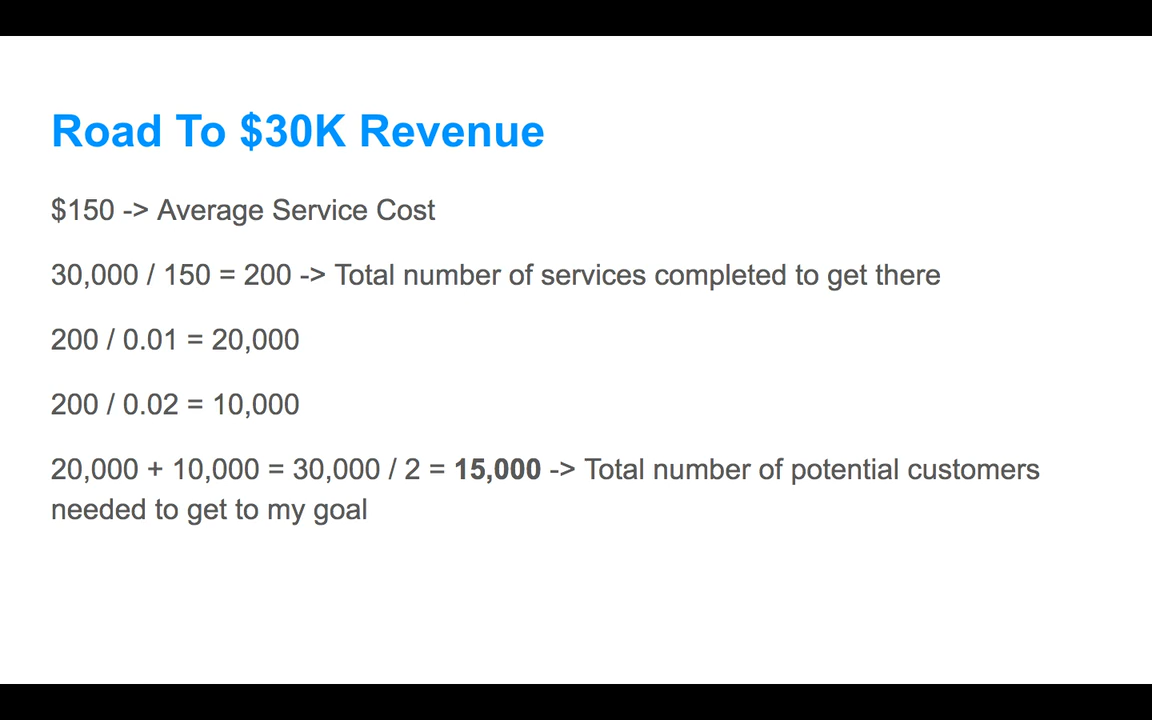 Road To $30K Revenue
$150 -> Average Service Cost
30,000 / 150 = 200 -> Total number of services completed to get there
200 / 0.01 = 20,000
200 / 0.02 = 10,000
20,000 + 10,000 = 30,000 / 2 = 15,000 -> Total number of potential customers
needed to get to my goal